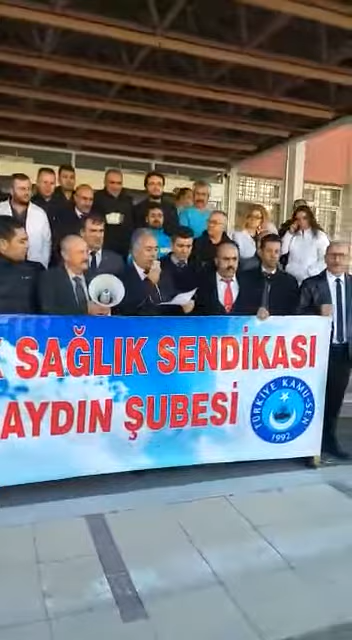 K SAĞLIK SENDİKASI
AYDIN ŞUBESİ
TÜRKİYE KAMU-SEN
1992